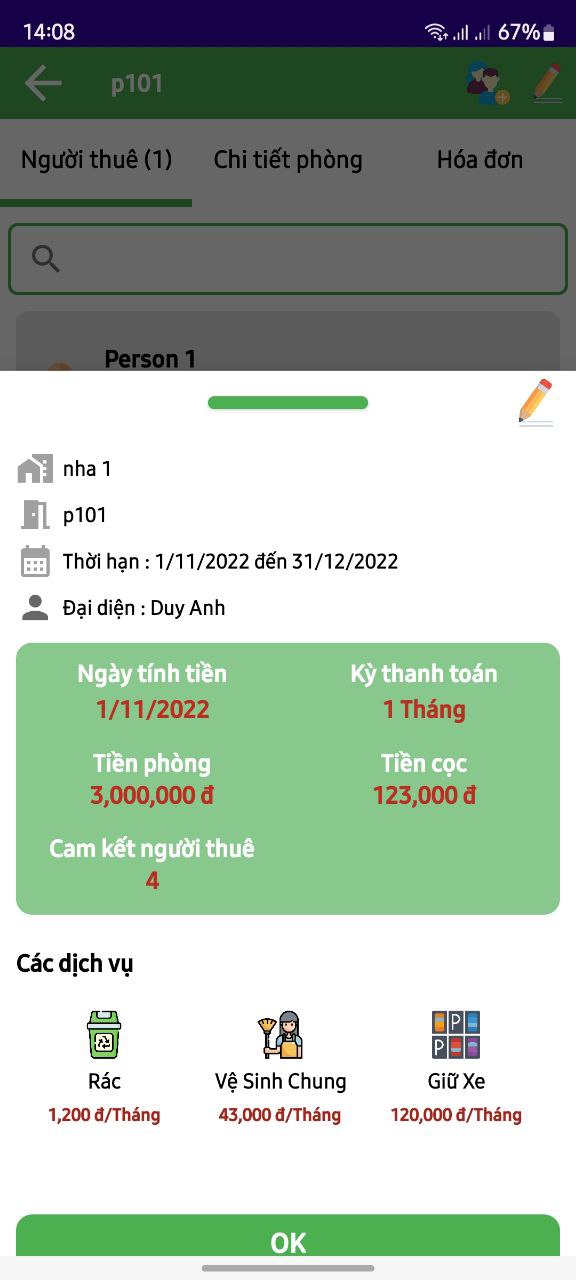 14:08
67%
p101
Người thuê (1)
Chi tiết phòng
Hóa đơn
Person 1
nha 1
p101
Thời hạn : 1/11/2022 đến 31/12/2022
Đại diện : Duy Anh
Ngày tính tiền
Kỳ thanh toán
1/11/2022
1 Tháng
Tiền phòng
Tiền cọc
3,000,000 đ
123,000 đ
Cam kết người thuê
4
Các dịch vụ
P
P
Rác
Vệ Sinh Chung
Giữ Xe
1,200 đ/Tháng
43,000 đ/Tháng
120,000 đ/Tháng
OK